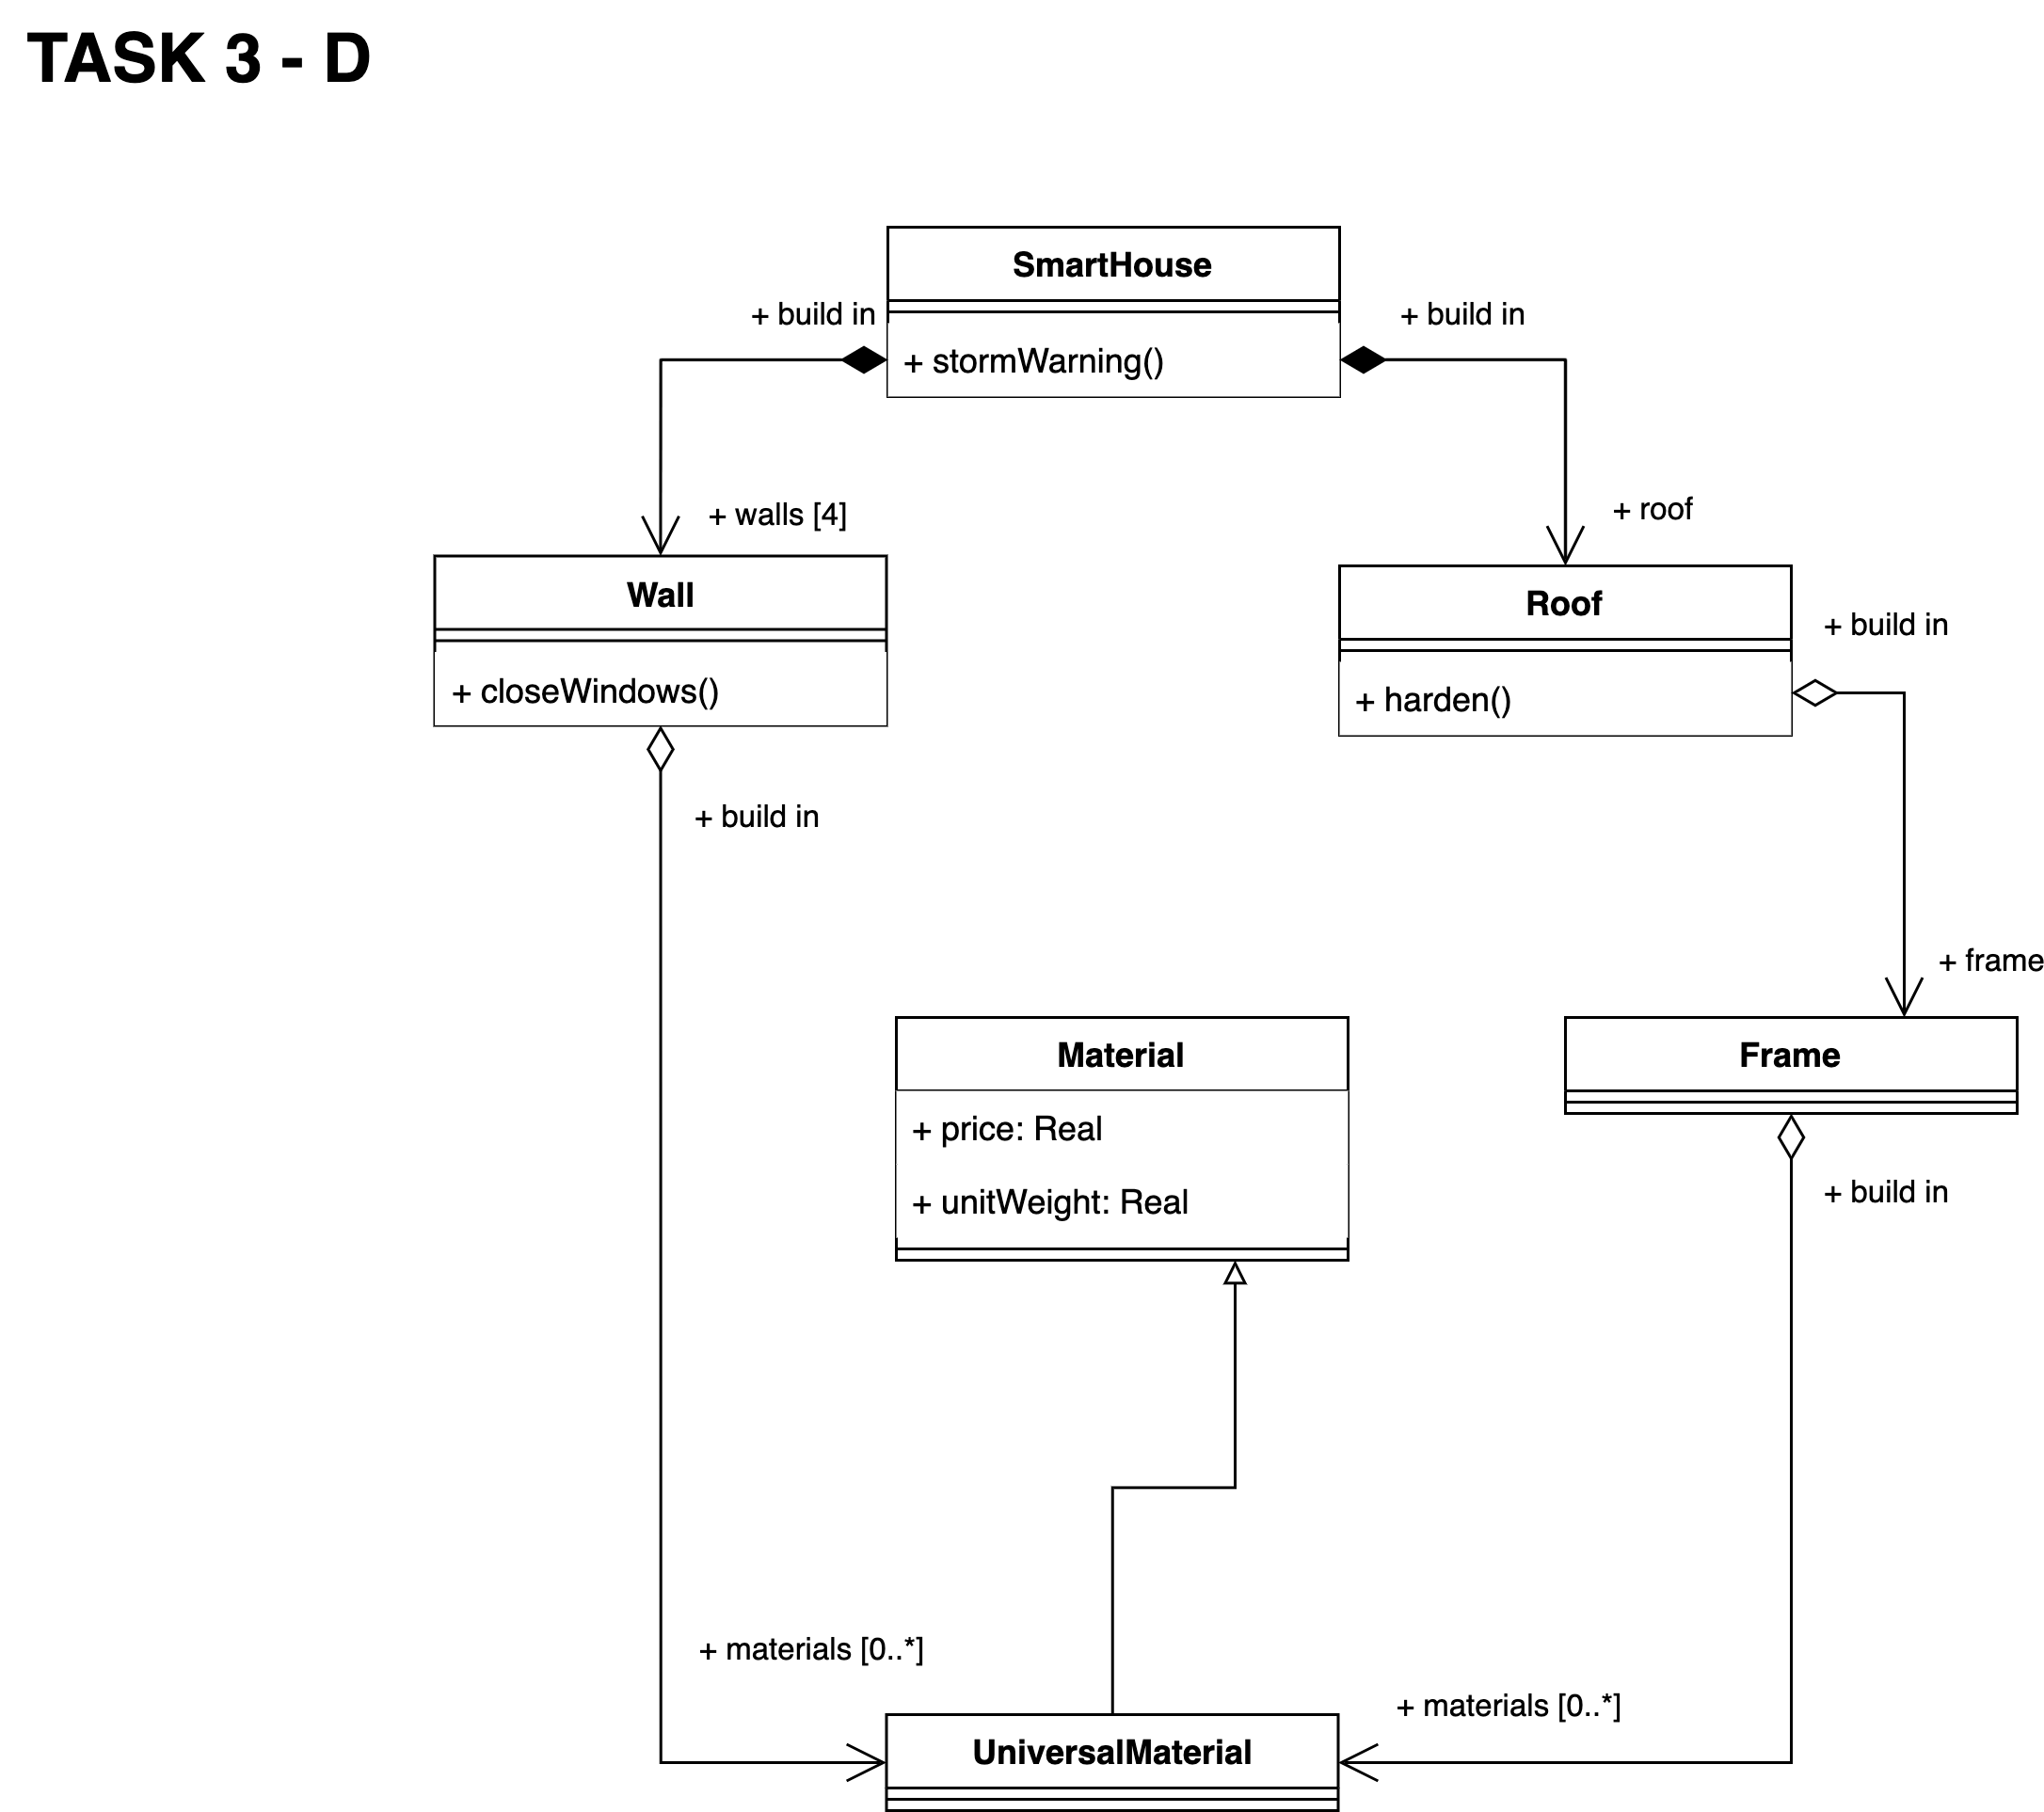 TASK 3 - D
SmartHouse
+ build in
+ build in
+ stormWarning()
+ walls [4]
+ roof
Wall
Roof
+ build in
+ closeWindows()
+ harden()
+ build in
+ frame
Material
Frame
+ price: Real
+ unitWeight: Real
+ build in
+ materials [0..*]
+ materials [0..*]
UniversalMaterial